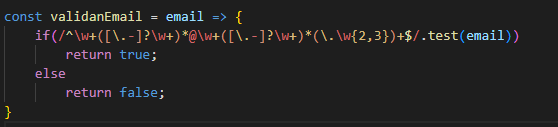 const validanEmail = email => {
    if(/^\w+([\.-]?\w+)*@\w+([\.-]?\w+)*(\.\w{2,3})+$/.test(email))
        return true;
    else
        return false;
}